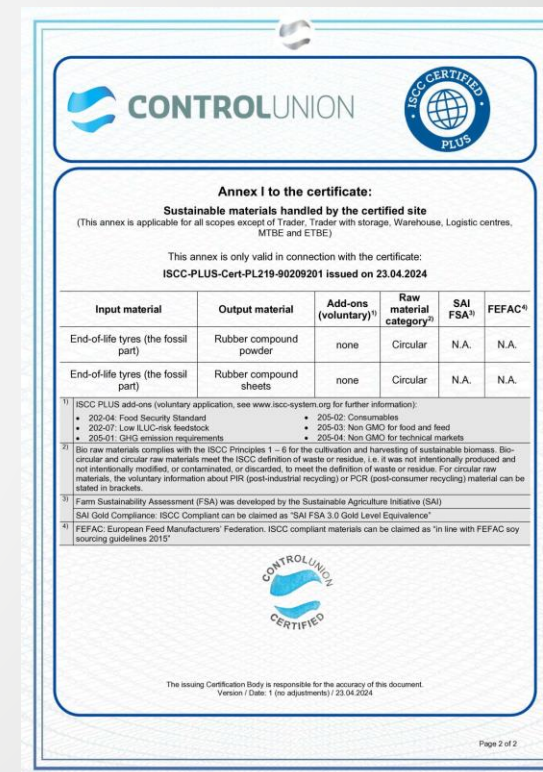 CONTROLUNION
ISCC CERTIFIED PLUS
Annex I to the certificate:
Sustainable materials handled by the certified site
(This annex is applicable for all scopes except of Trader, Trader with storage, Warehouse, Logistic centres,
MTBE and ETBE)
This annex is only valid in connection with the certificate:
ISCC-PLUS-Cert-PL219-90209201 issued on 23.04.2024
Input material Output material Add-ons (voluntary)1) Raw material category2) SAI FSA3) FEFAC4)
End-of-life tyres (the fossil part) Rubber compound powder none Circular N.A. N.A.
End-of-life tyres (the fossil part) Rubber compound sheets none Circular N.A. N.A.
1) ISCC PLUS add-ons (voluntary application, see www.iscc-system.org for further information):
• 202-04: Food Security Standard • 205-02: Consumables
• 202-07: Low ILUC-risk feedstock • 205-03: Non GMO for food and feed
• 205-01: GHG emission requirements • 205-04: Non GMO for technical markets
2) Bio raw materials complies with the ISCC Principles 1 – 6 for the cultivation and harvesting of sustainable biomass. Bio-
circular and circular raw materials meet the ISCC definition of waste or residue, i.e. it was not intentionally produced and
not intentionally modified, or contaminated, or discarded, to meet the definition of waste or residue. For circular raw
materials, the voluntary information about PIR (post-industrial recycling) or PCR (post-consumer recycling) material can be
stated in brackets.
3) Farm Sustainability Assessment (FSA) was developed by the Sustainable Agriculture Initiative (SAI)
SAI Gold Compliance: ISCC Compliant can be claimed as "SAI FSA 3.0 Gold Level Equivalence"
4) FEFAC: European Feed Manufacturers' Federation. ISCC compliant materials can be claimed as "in line with FEFAC soy
sourcing guidelines 2015"
CONTROLUNION
CERTIFIED
The issuing Certification Body is responsible for the accuracy of this document.
Version / Date: 1 (no adjustments) / 23.04.2024
Page 2 of 2